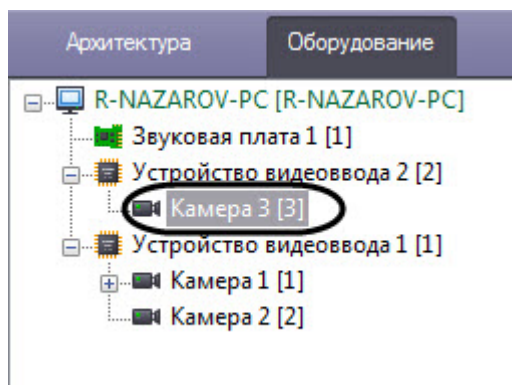 Архитектура Оборудование
R-NAZAROV-PC [R-NAZAROV-PC]
Звуковая плата 1 [1]
Устройство видеоввода 2 [2]
Камера 3 [3]
Устройство видеоввода 1 [1]
Камера 1 [1]
Камера 2 [2]